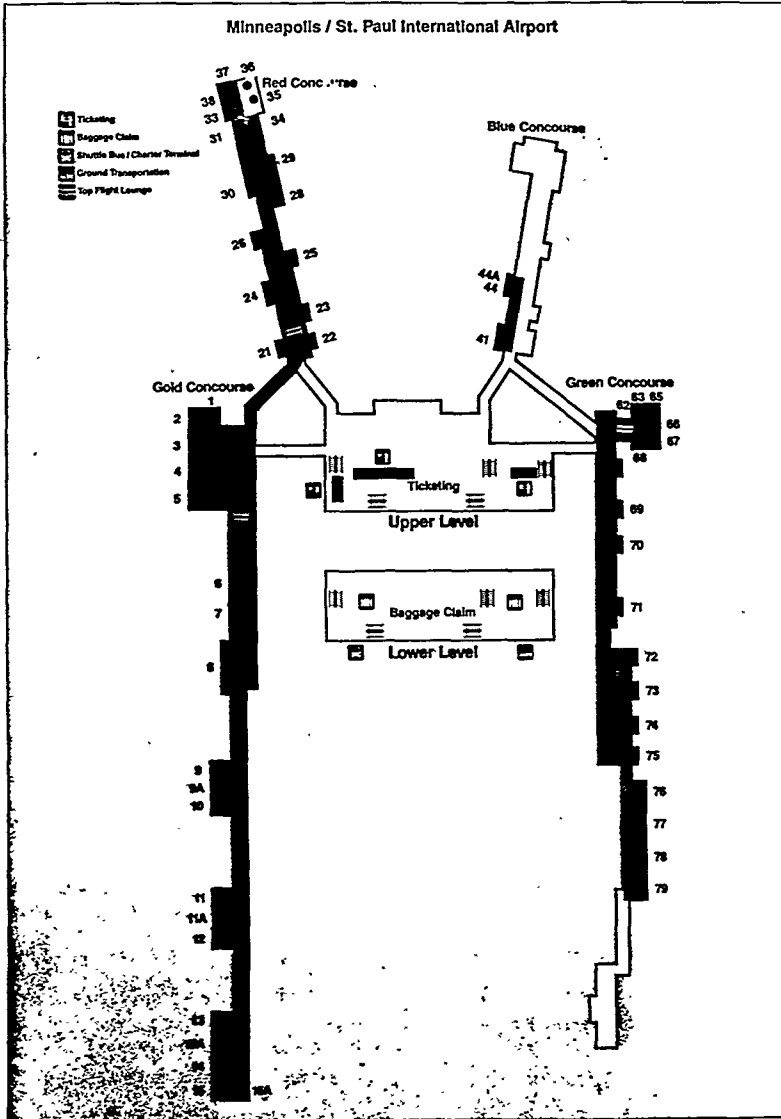 Minneapolis / St. Paul International Airport
37 36
Red
38 35
33 34
31
29
30 28
26 25
24 23
21 22
Ticketing
Baggage Claim
Shuttle Bus / Charter Terminal
Ground Transportation
Top Flight Lounge
Blue Concourse
44A
44
41
Gold Concourse
1
2
3
4
5
6
7
8
9
9A
10
11
11A
12
Green Concourse
63 65
62
66
67
68
69
70
71
72
73
74
75
76
77
78
79
Ticketing
Upper Level
Baggage Claim
Lower Level